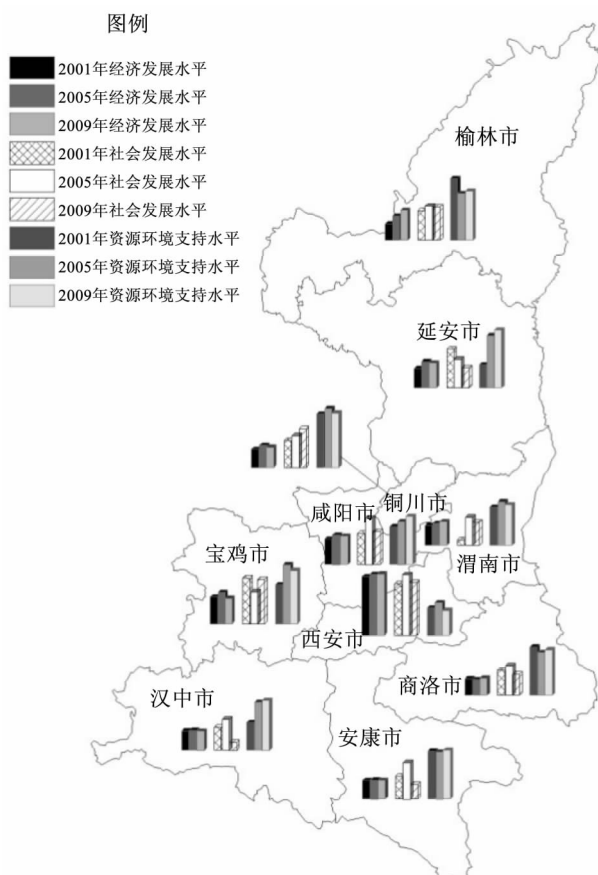 图例
2001年经济发展水平
2005年经济发展水平
2009年经济发展水平
2001年社会发展水平
2005年社会发展水平
2009年社会发展水平
2001年资源环境支持水平
2005年资源环境支持水平
2009年资源环境支持水平
榆林市
延安市
铜川市
咸阳市
宝鸡市
渭南市
西安市
商洛市
汉中市
安康市